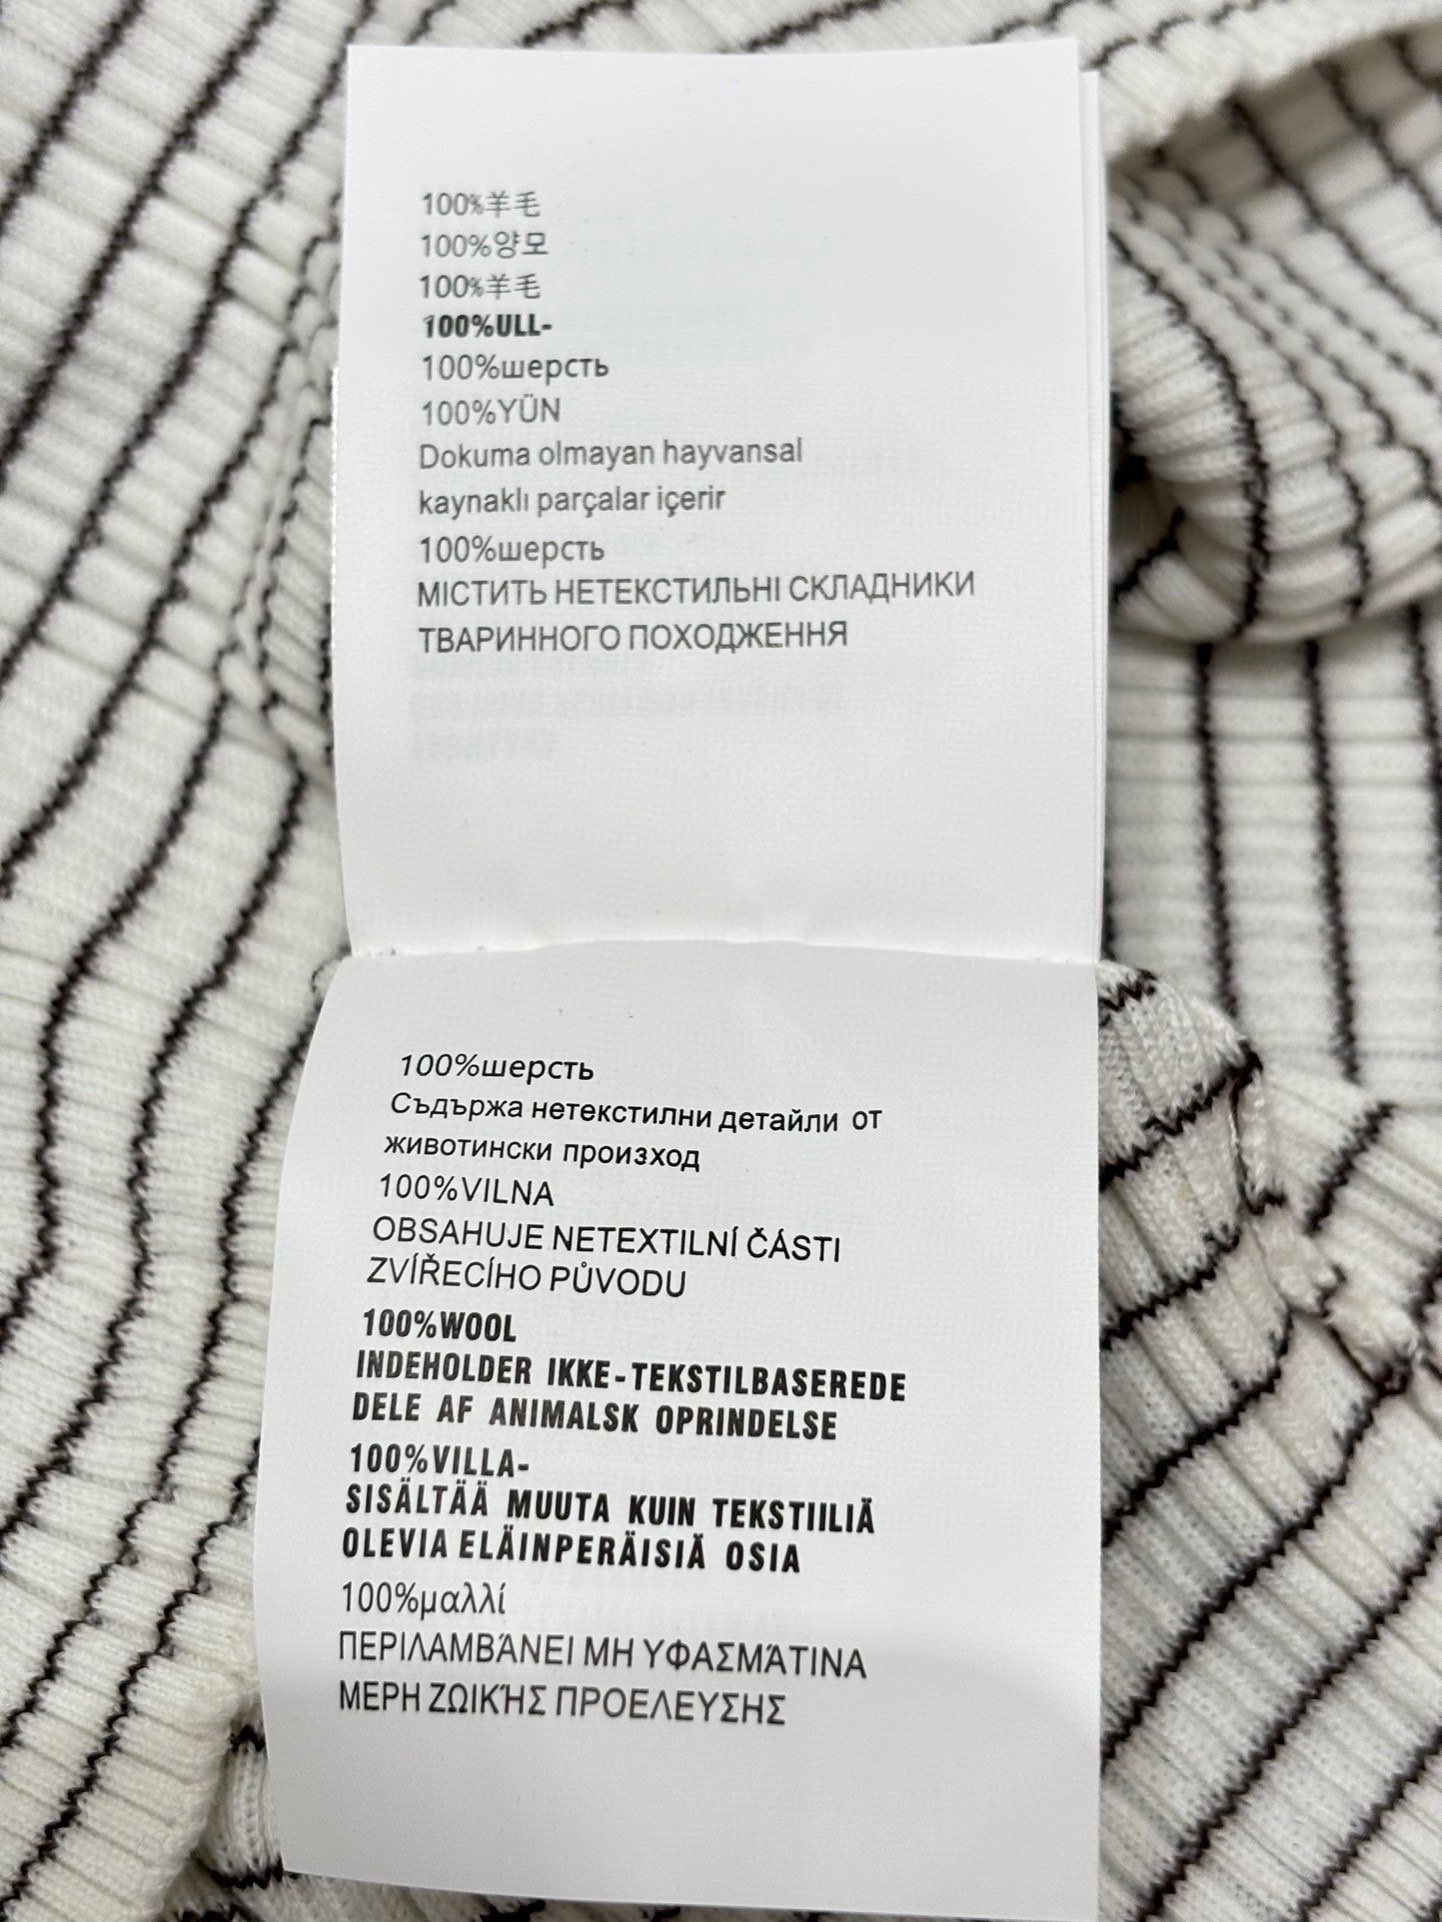 100%羊毛
100%양모
100%羊毛
100%ULL-
100%шерсть
100%YÜN
Dokuma olmayan hayvansal
kaynaklı parçalar içerir
100%шерсть
МІСТИТЬ НЕТЕКСТИЛЬНІ СКЛАДНИКИ
ТВАРИННОГО ПОХОДЖЕННЯ
100%шерсть
Съдържа нетекстилни детайли от
животински произход
100%VILNA
OBSAHUJE NETEXTILNÍ ČÁSTI
ZVÍŘECÍHO PŮVODU
100%WOOL
INDEHOLDER IKKE-TEKSTILBASEREDE
DELE AF ANIMALSK OPRINDELSE
100%VILLA-
SISÄLTÄÄ MUUTA KUIN TEKSTIILIÄ
OLEVIA ELÄINPERÄISIÄ OSIA
100%μαλλί
ΠΕΡΙΛΑΜΒΆΝΕΙ ΜΗ ΥΦΑΣΜΆΤΙΝΑ
ΜΕΡΗ ΖΩΙΚΉΣ ΠΡΟΕΛΕΥΣΗΣ